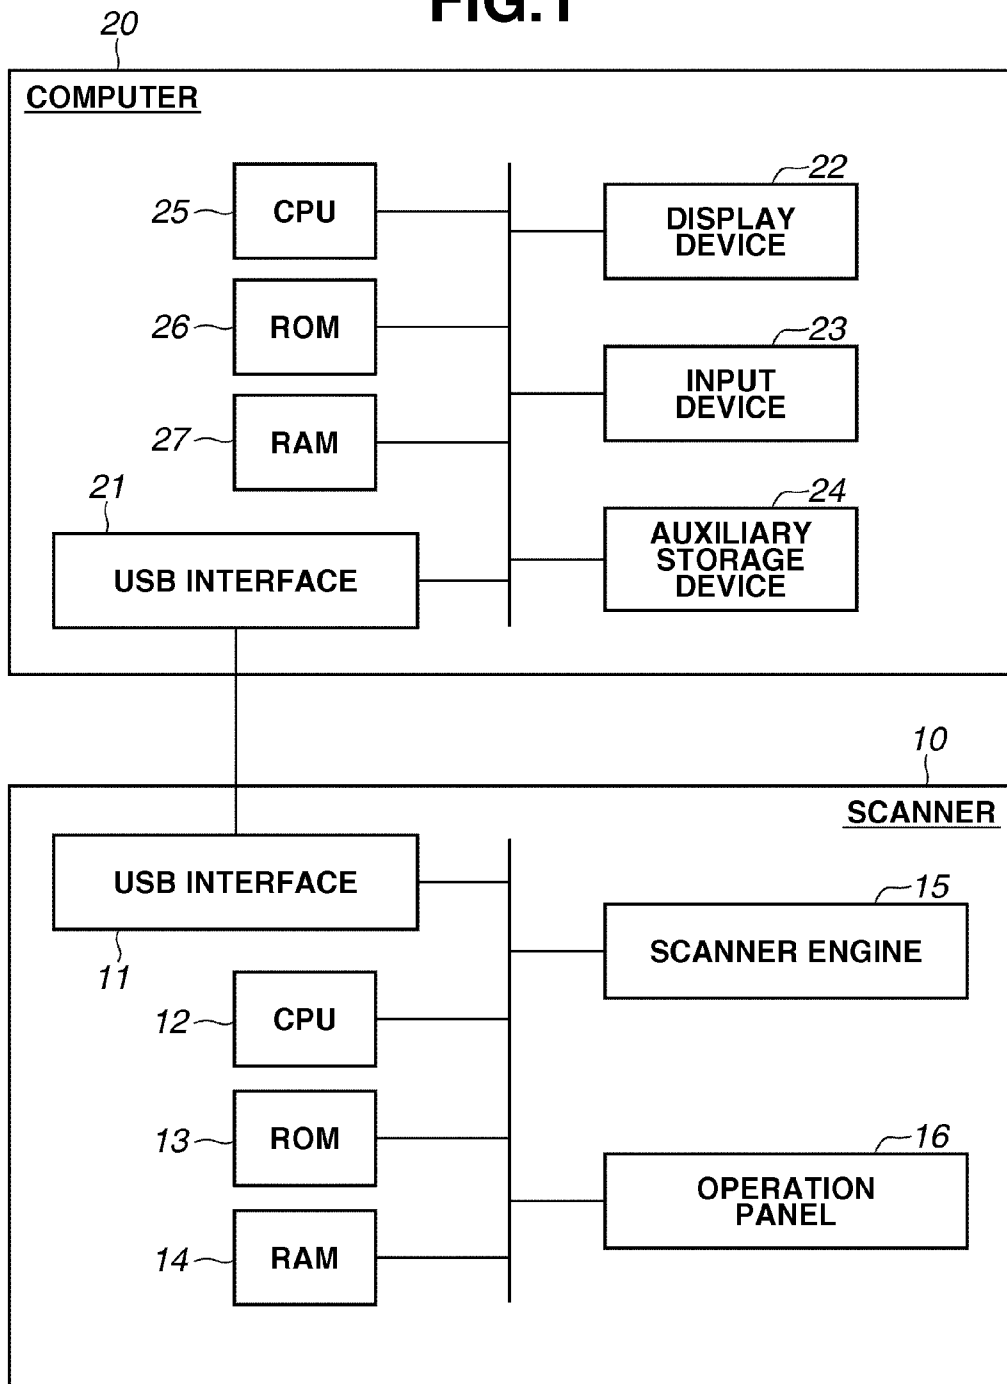 FIG.1
20
COMPUTER
25
CPU
22
DISPLAY
DEVICE
26
ROM
23
INPUT
DEVICE
27
RAM
21
USB INTERFACE
24
AUXILIARY
STORAGE
DEVICE
10
SCANNER
USB INTERFACE
11
15
SCANNER ENGINE
12
CPU
13
ROM
16
OPERATION
PANEL
14
RAM